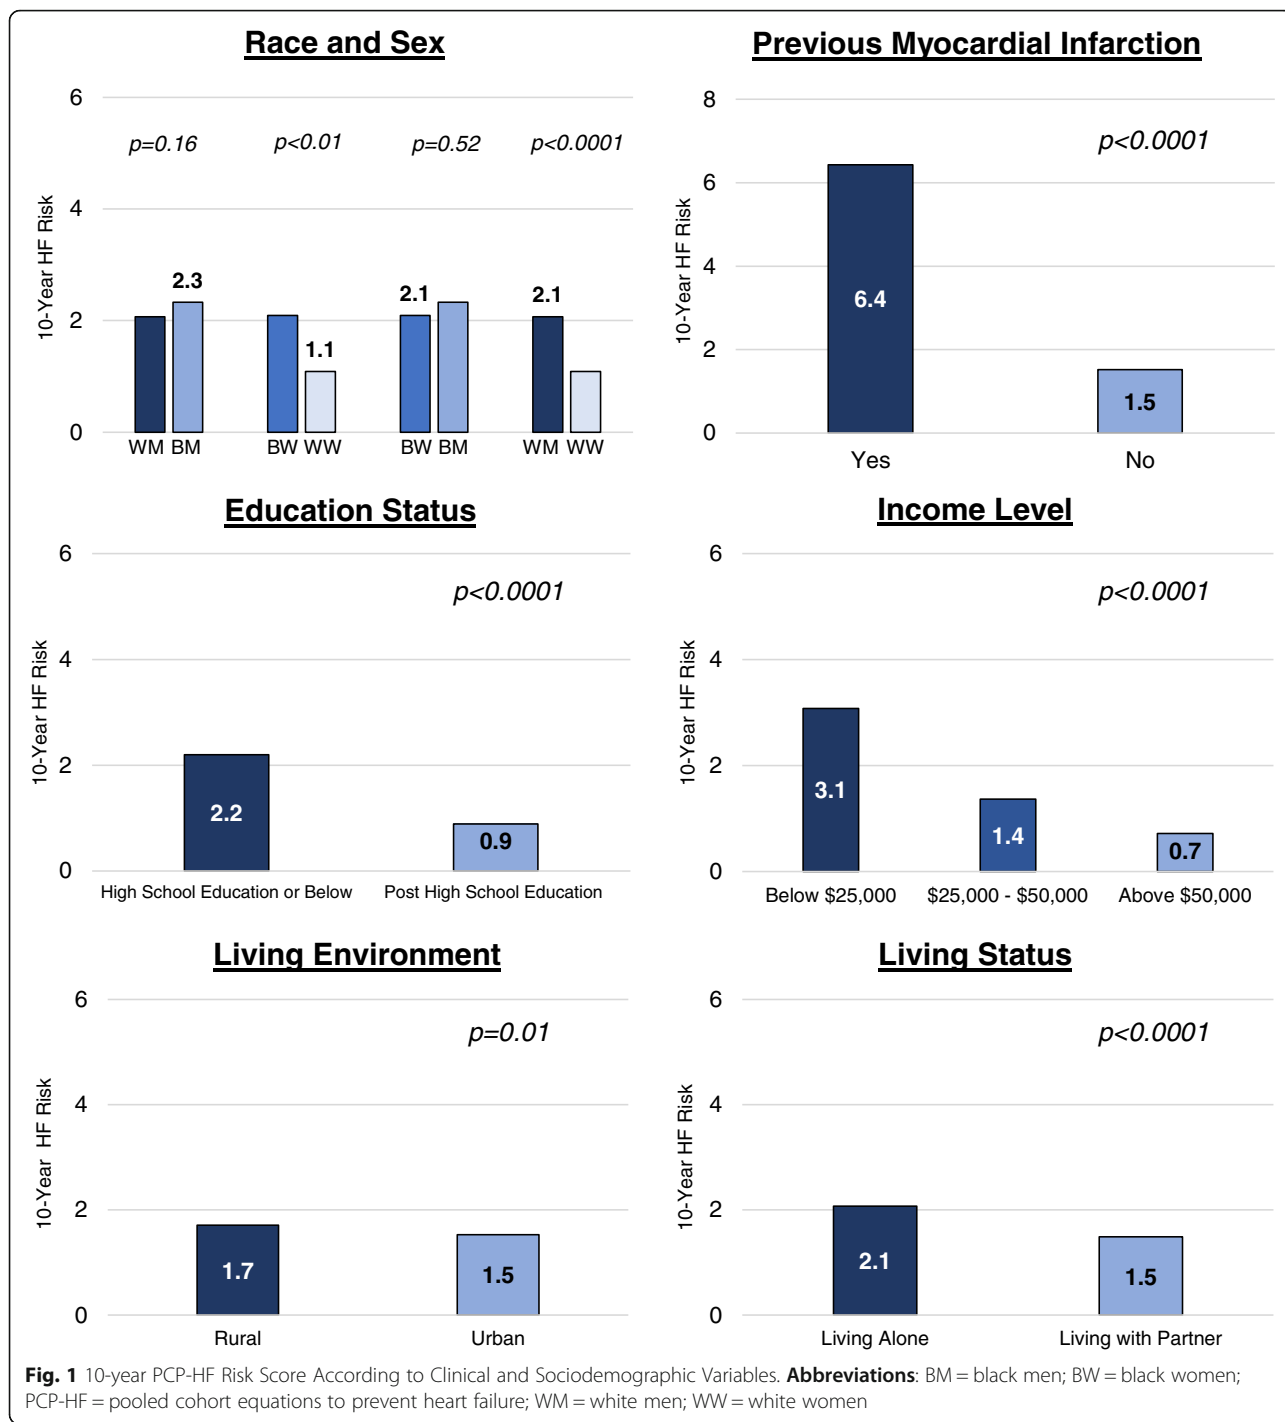 Race and Sex
6
p=0.16 p<0.01 p=0.52 p<0.0001
4
10-Year HF Risk
2.3 2.1 2.1
2
1.1
0
WM BM BW WW BW BM WM WW
Previous Myocardial Infarction
8
p<0.0001
6
10-Year HF Risk
4
6.4
2
1.5
0
Yes No
Education Status
6
p<0.0001
4
10-Year HF Risk
2
2.2
0.9
0
High School Education or Below Post High School Education
Income Level
6
p<0.0001
4
10-Year HF Risk
3.1
2
1.4
0.7
0
Below $25,000 $25,000 - $50,000 Above $50,000
Living Environment
6
p=0.01
4
10-Year HF Risk
2
1.7 1.5
0
Rural Urban
Living Status
6
p<0.0001
4
10-Year HF Risk
2
2.1 1.5
0
Living Alone Living with Partner
Fig. 1 10-year PCP-HF Risk Score According to Clinical and Sociodemographic Variables. Abbreviations: BM = black men; BW = black women;
PCP-HF = pooled cohort equations to prevent heart failure; WM = white men; WW = white women